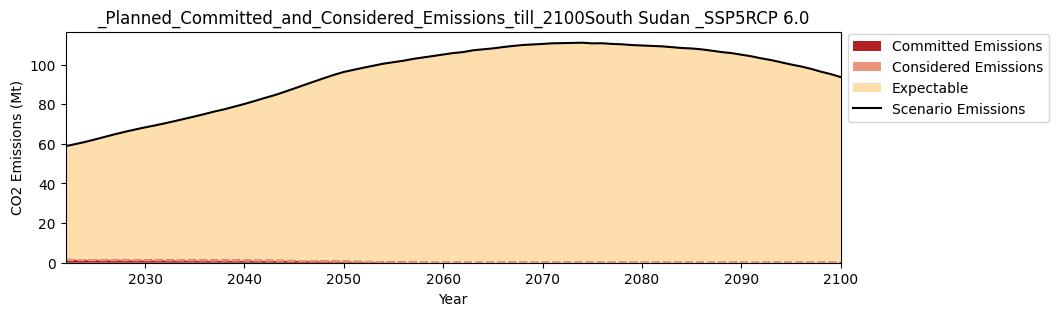 _Planned_Committed_and_Considered_Emissions_till_2100South Sudan _SSP5RCP 6.0
Committed Emissions
Considered Emissions
Expectable
Scenario Emissions
CO2 Emissions (Mt)
100
80
60
40
20
0
2030 2040 2050 2060 2070 2080 2090 2100
Year